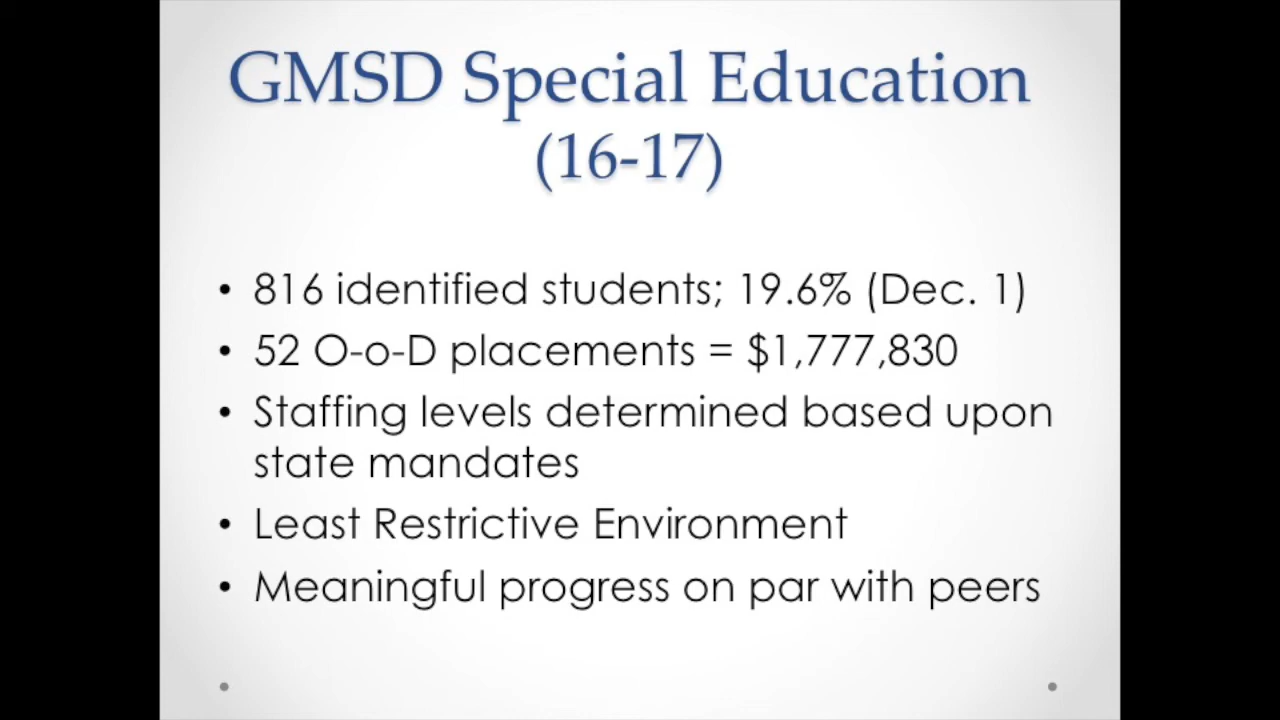 GMSD Special Education
(16-17)
• 816 identified students; 19.6% (Dec. 1)
• 52 O-o-D placements = $1,777,830
• Staffing levels determined based upon
state mandates
• Least Restrictive Environment
• Meaningful progress on par with peers